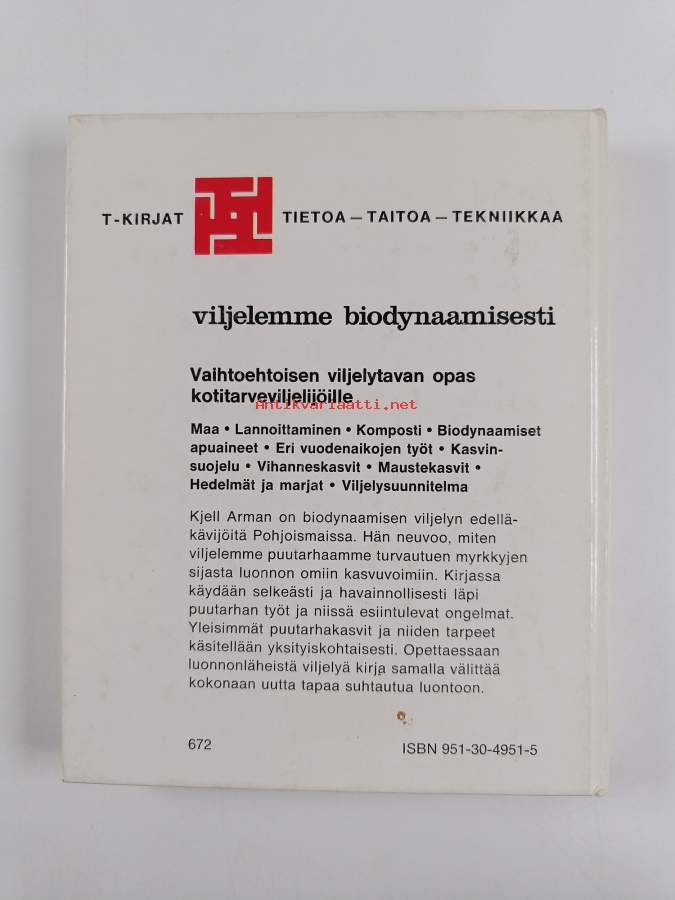 T-KIRJAT TIETOA – TAITOA – TEKNIIKKAA
viljelemme biodynaamisesti
Vaihtoehtoisen viljelytavan opas
kotitarveviljelijöille
Antikvariaatti.net
Maa • Lannoittaminen • Komposti • Biodynaamiset
apuaineet • Eri vuodenaikojen työt • Kasvin-
suojelu • Vihanneskasvit • Maustekasvit •
Hedelmät ja marjat • Viljelysuunnitelma
Kjell Arman on biodynaamisen viljelyn edellä-
kävijöitä Pohjoismaissa. Hän neuvoo, miten
viljelemme puutarhaamme turvautuen myrkkyjen
sijasta luonnon omiin kasvuvoimiin. Kirjassa
käydään selkeästi ja havainnollisesti läpi
puutarhan työt ja niissä esiintulevat ongelmat.
Yleisimmät puutarhakasvit ja niiden tarpeet
käsitellään yksityiskohtaisesti. Opettaessaan
luonnonläheistä viljelyä kirja samalla välittää
kokonaan uutta tapaa suhtautua luontoon.
672 ISBN 951-30-4951-5